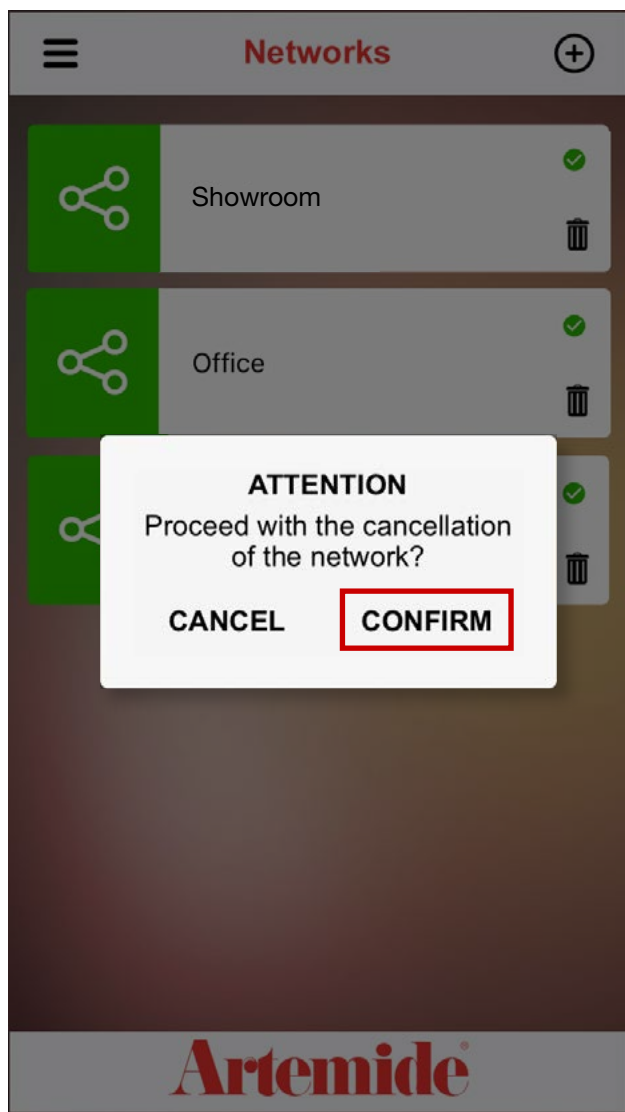 Networks
Showroom
Office
ATTENTION
Proceed with the cancellation
of the network?
CANCEL CONFIRM
Artemide®